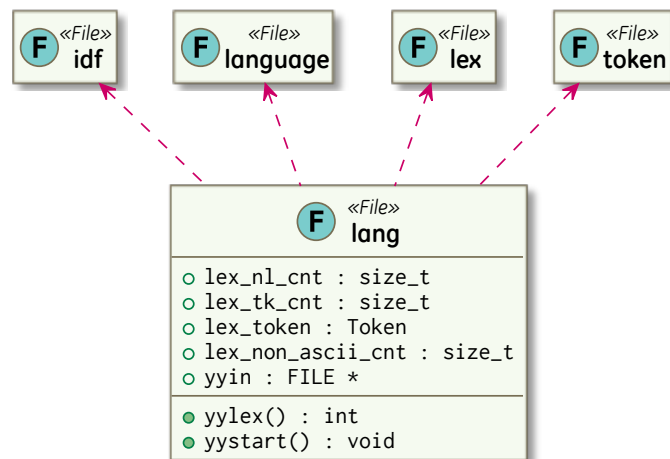 F «File» idf
F «File» language
F «File» lex
F «File» token
F «File» lang
lex_nl_cnt : size_t
lex_tk_cnt : size_t
lex_token : Token
lex_non_ascii_cnt : size_t
yyin : FILE *
yylex() : int
yystart() : void